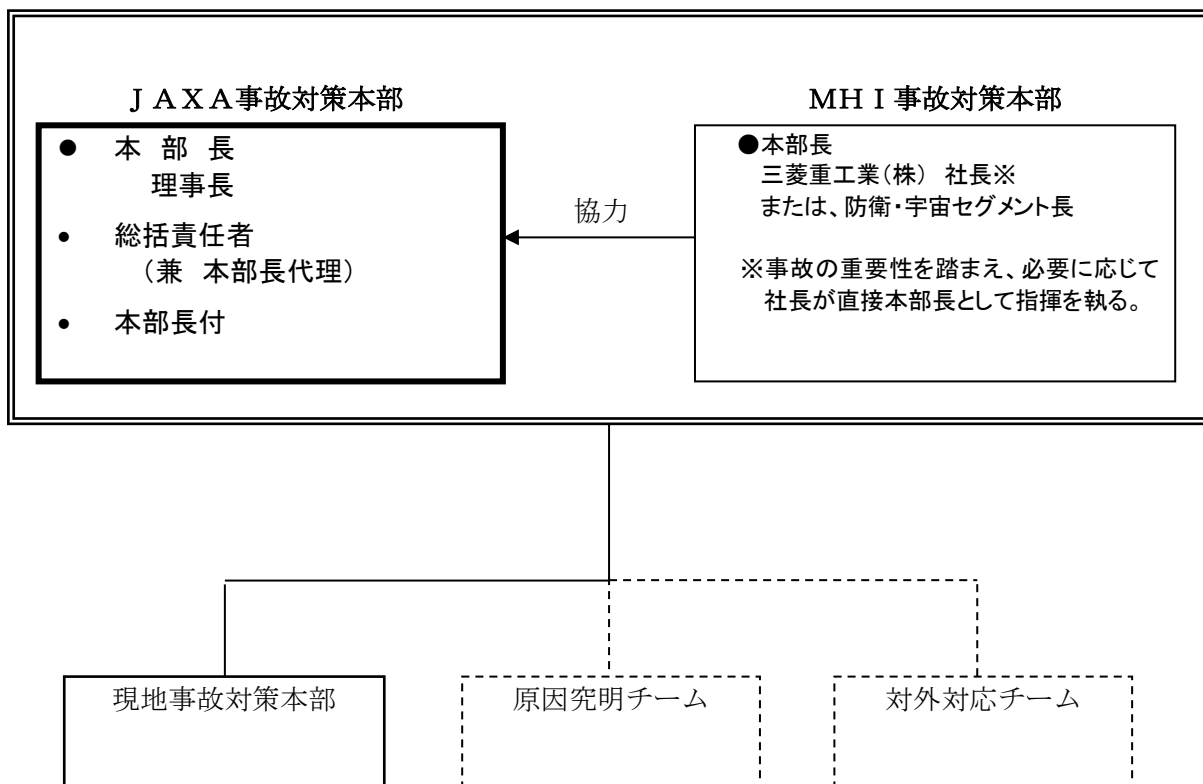 ＪＡＸＡ事故対策本部
● 本 部 長
理事長
• 総括責任者
（兼 本部長代理）
• 本部長付
協力
ＭＨＩ事故対策本部
●本部長
三菱重工業（株） 社長※
または、防衛・宇宙セグメント長
※事故の重要性を踏まえ、必要に応じて
社長が直接本部長として指揮を執る。
現地事故対策本部
原因究明チーム
対外対応チーム